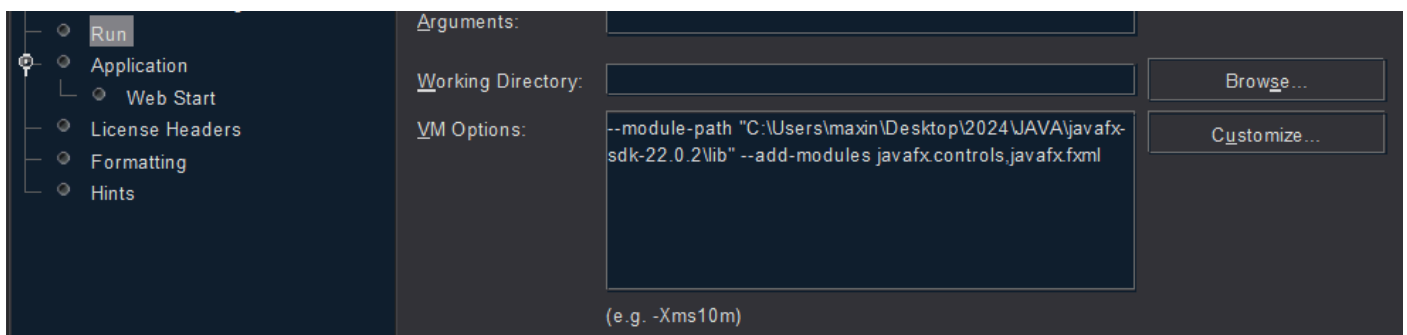 Run
Application
Web Start
License Headers
Formatting
Hints
Arguments:
Working Directory:
Browse...
VM Options:
--module-path "C:\Users\maxin\Desktop\2024\JAVA\javafx-
sdk-22.0.2\lib" --add-modules javafx.controls,javafx.fxml
Customize...
(e.g. -Xms10m)